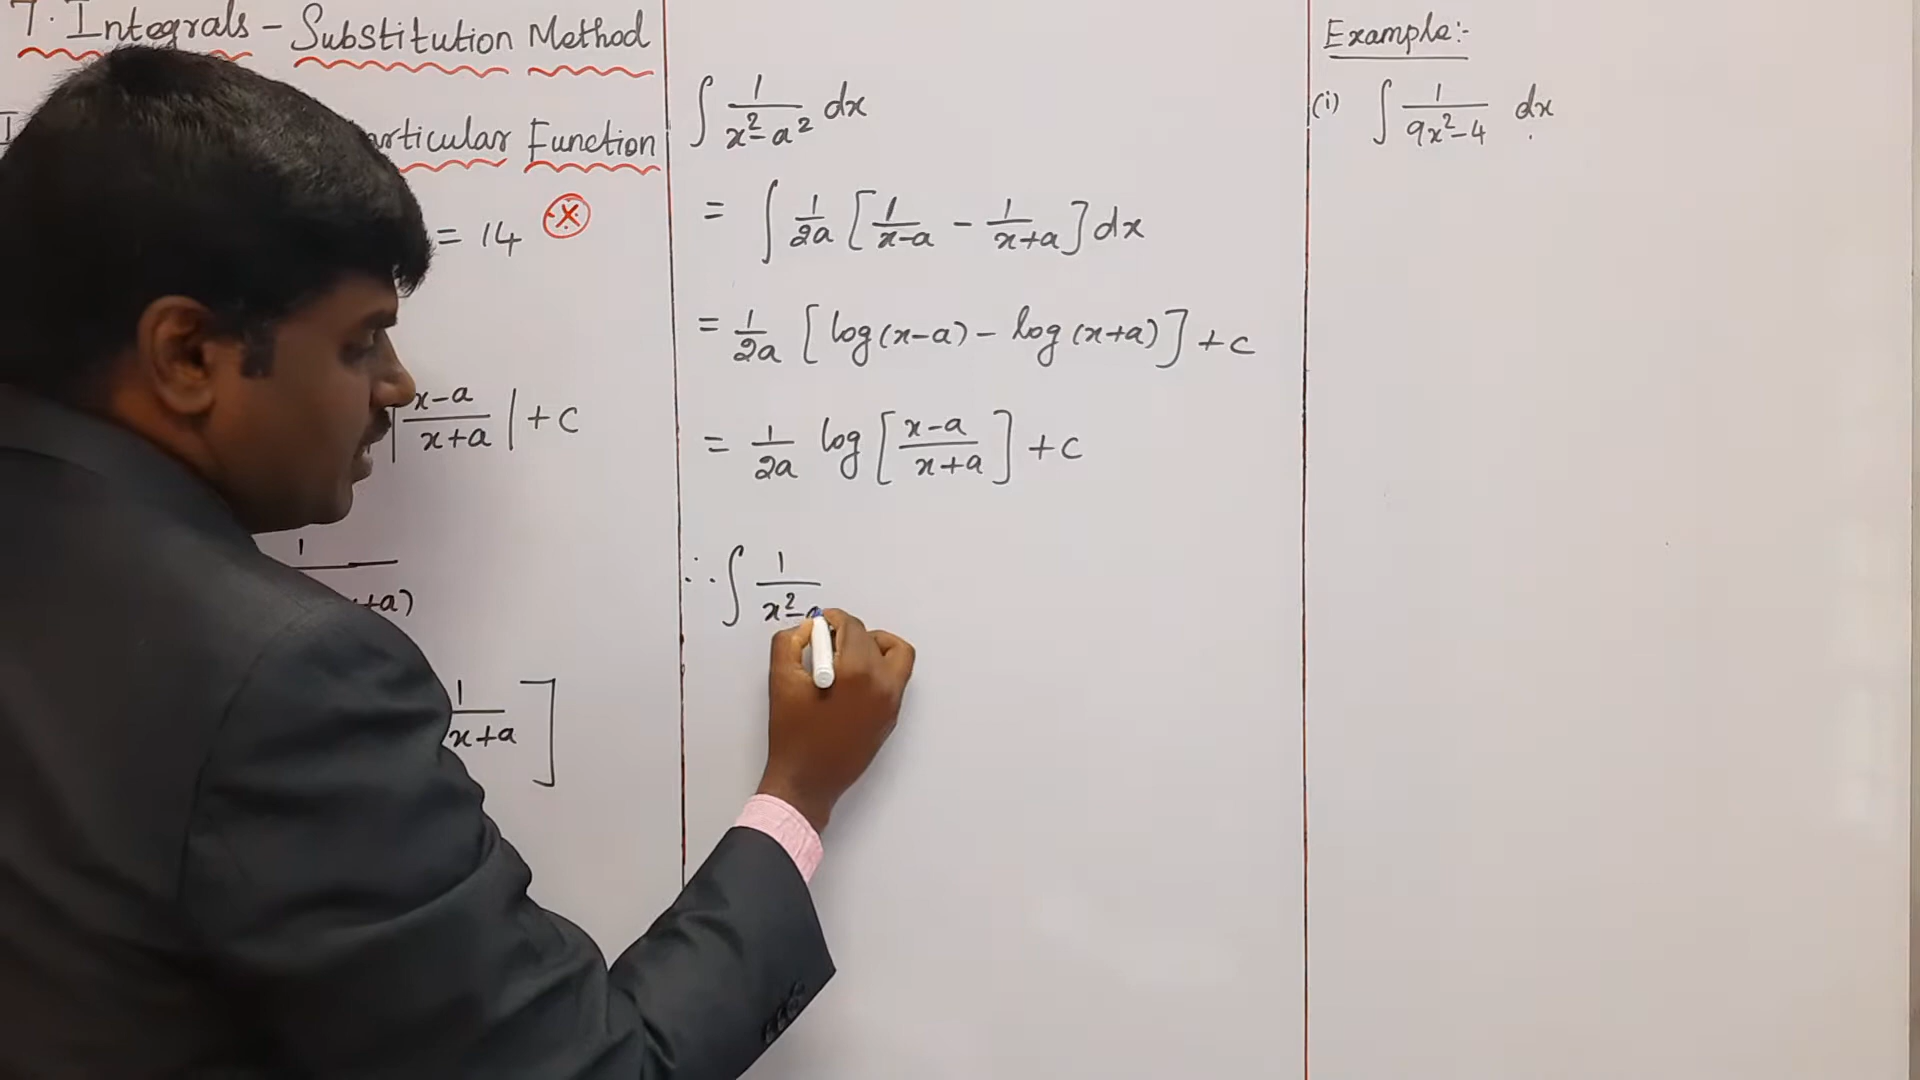 7. Integrals - Substitution Method
Particular Function
= 14 (×)
| x-a / x+a | + c
1
+a)
1 / x+a ]
∫ 1 / x²-a² dx
= ∫ 1/2a [ 1/x-a - 1/x+a ] dx
= 1/2a [ log(x-a) - log(x+a) ] + c
= 1/2a log [ x-a / x+a ] + c
∴ ∫ 1 / x²-a
Example:-
(i) ∫ 1 / 9x²-4 dx